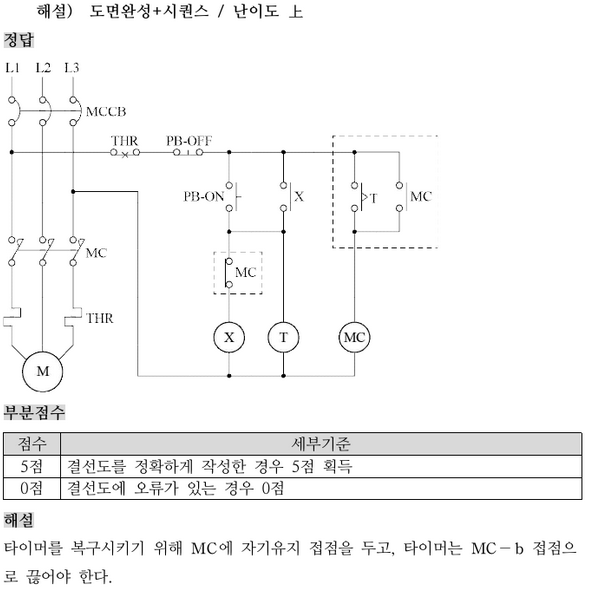 해설) 도면완성+시퀀스 / 난이도 上
정답
L1 L2 L3
MCCB
THR PB-OFF
PB-ON X T MC
MC MC
THR
X T MC
M
부분점수
점수 세부기준
5점 결선도를 정확하게 작성한 경우 5점 획득
0점 결선도에 오류가 있는 경우 0점
해설
타이머를 복구시키기 위해 MC에 자기유지 접점을 두고, 타이머는 MC-b 접점으
로 끊어야 한다.